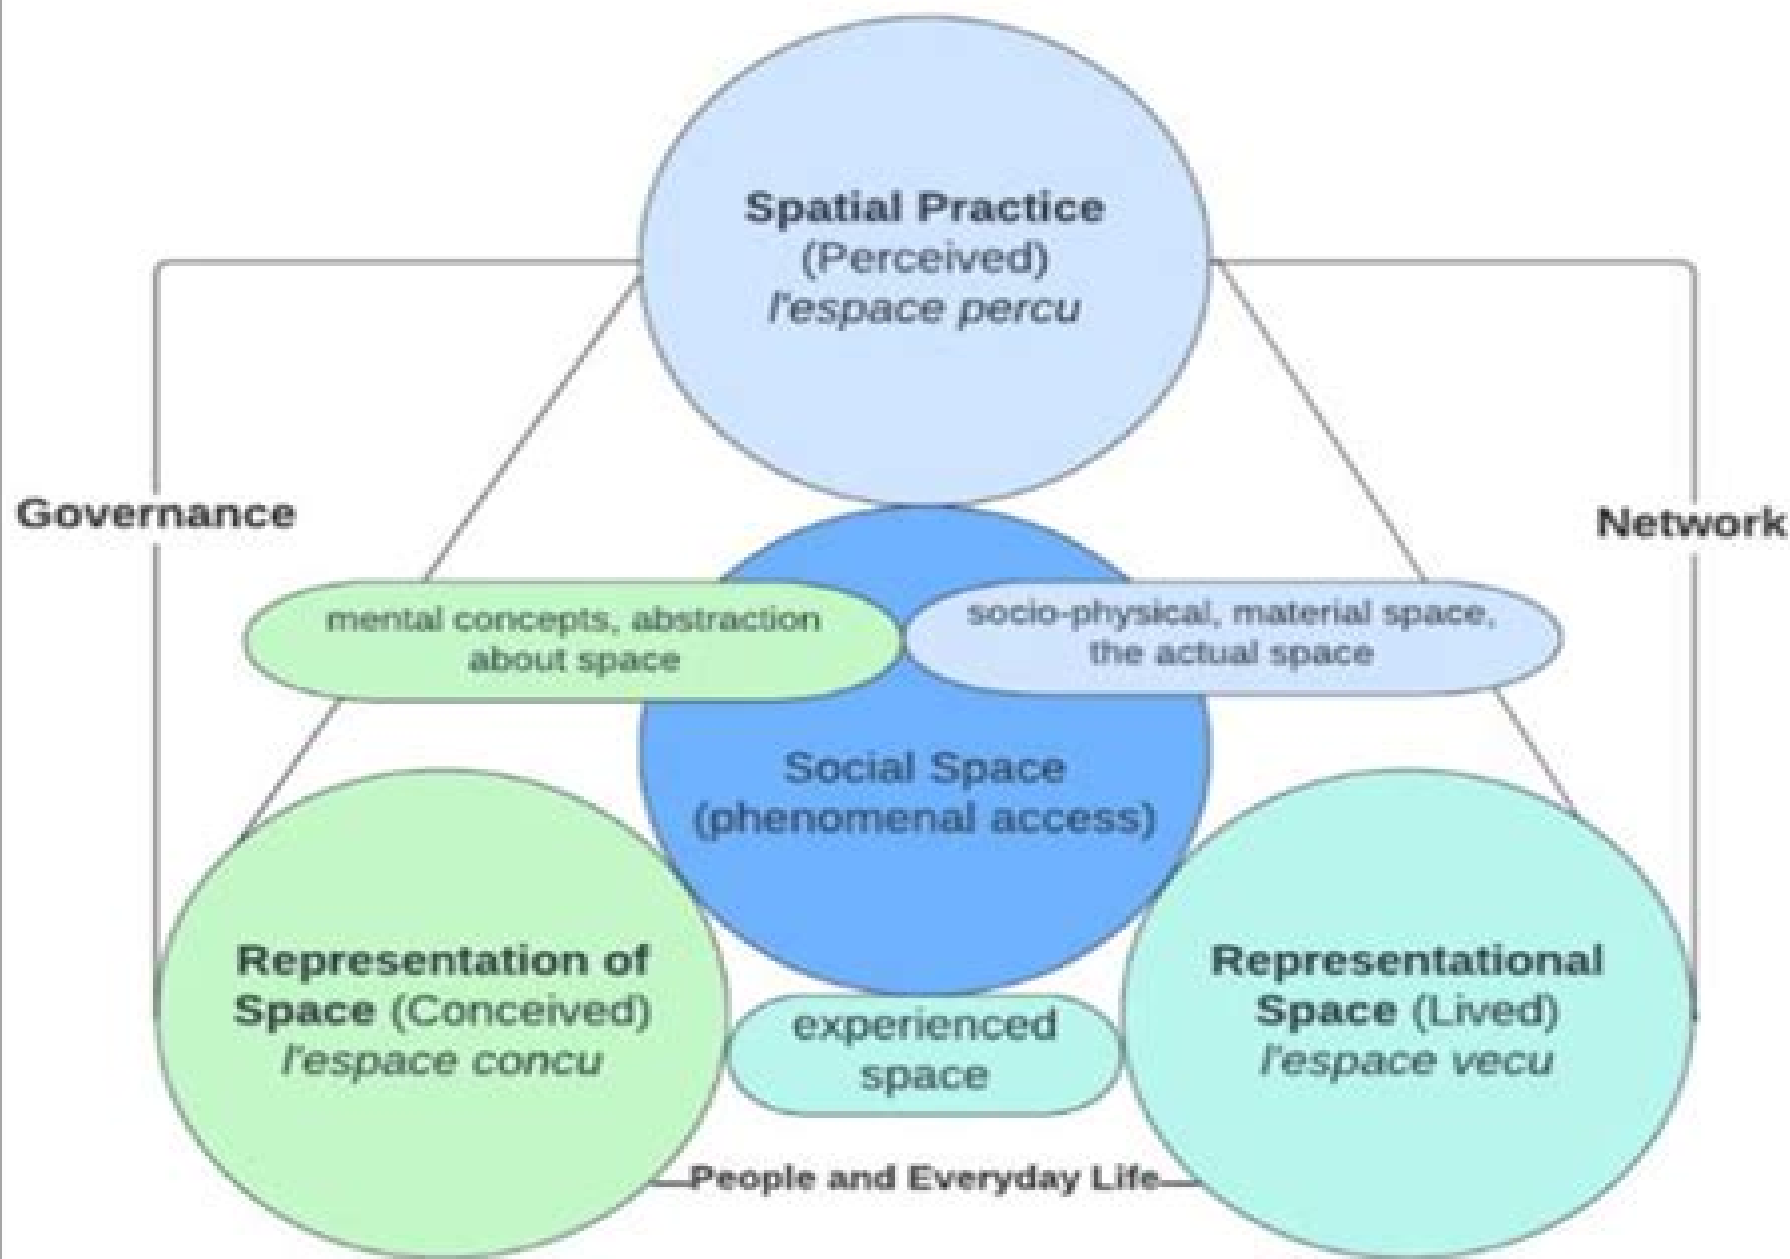 Spatial Practice
(Perceived)
l'espace percu
Governance
Network
mental concepts, abstraction
about space
socio-physical, material space,
the actual space
Social Space
(phenomenal access)
Representation of
Space (Conceived)
l'espace concu
experienced
space
Representational
Space (Lived)
l'espace vecu
People and Everyday Life